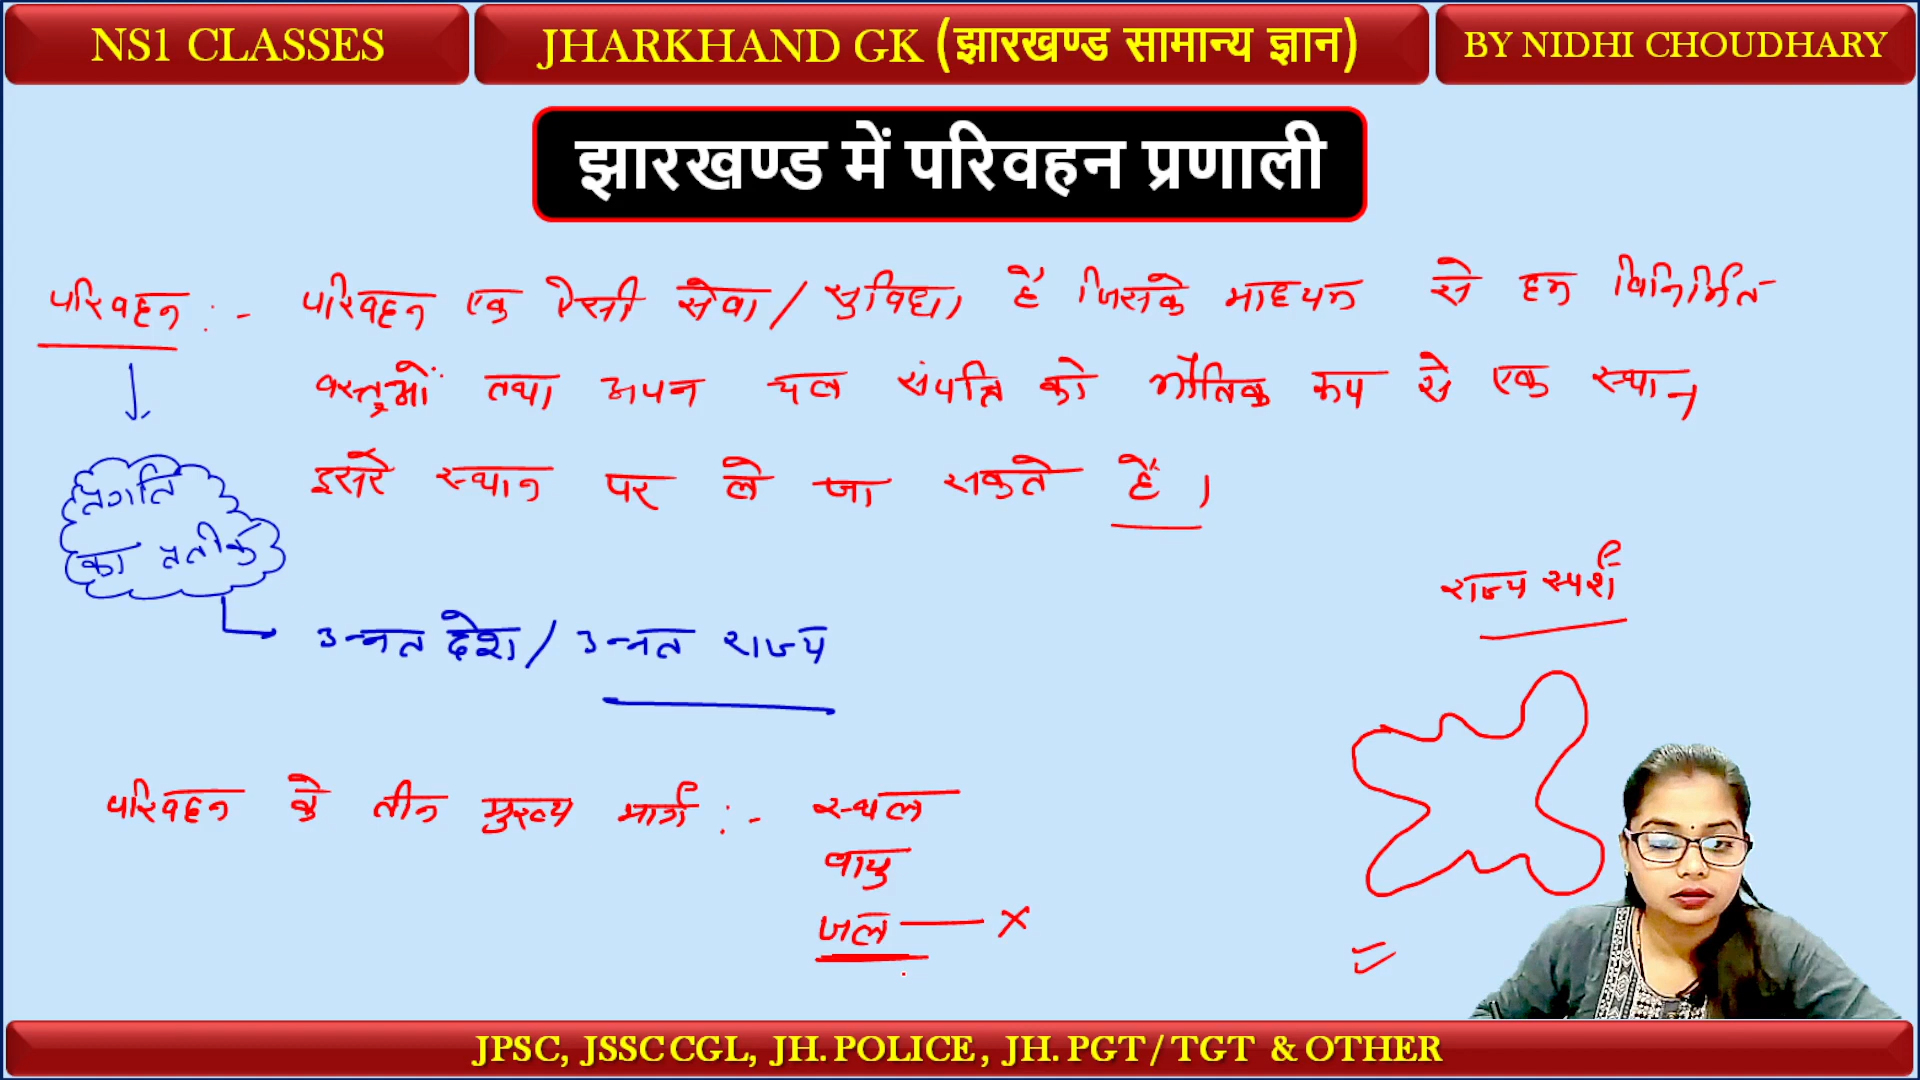 NS1 CLASSES
JHARKHAND GK (झारखण्ड सामान्य ज्ञान)
BY NIDHI CHOUDHARY
झारखण्ड में परिवहन प्रणाली
परिवहन :- परिवहन एक ऐसी सेवा / सुविधा है जिसके माध्यम से हम विनिर्मित
वस्तुओं तथा अपन चल संपत्ति को भौतिक रूप से एक स्थान
दूसरे स्थान पर ले जा सकते हैं ।
प्रगति
का प्रतीक
उन्नत देश / उन्नत राज्य
राज्य स्पर्श
परिवहन के तीन मुख्य मार्ग :- स्थल
वायु
जल — X
JPSC, JSSC CGL, JH. POLICE, JH. PGT / TGT & OTHER